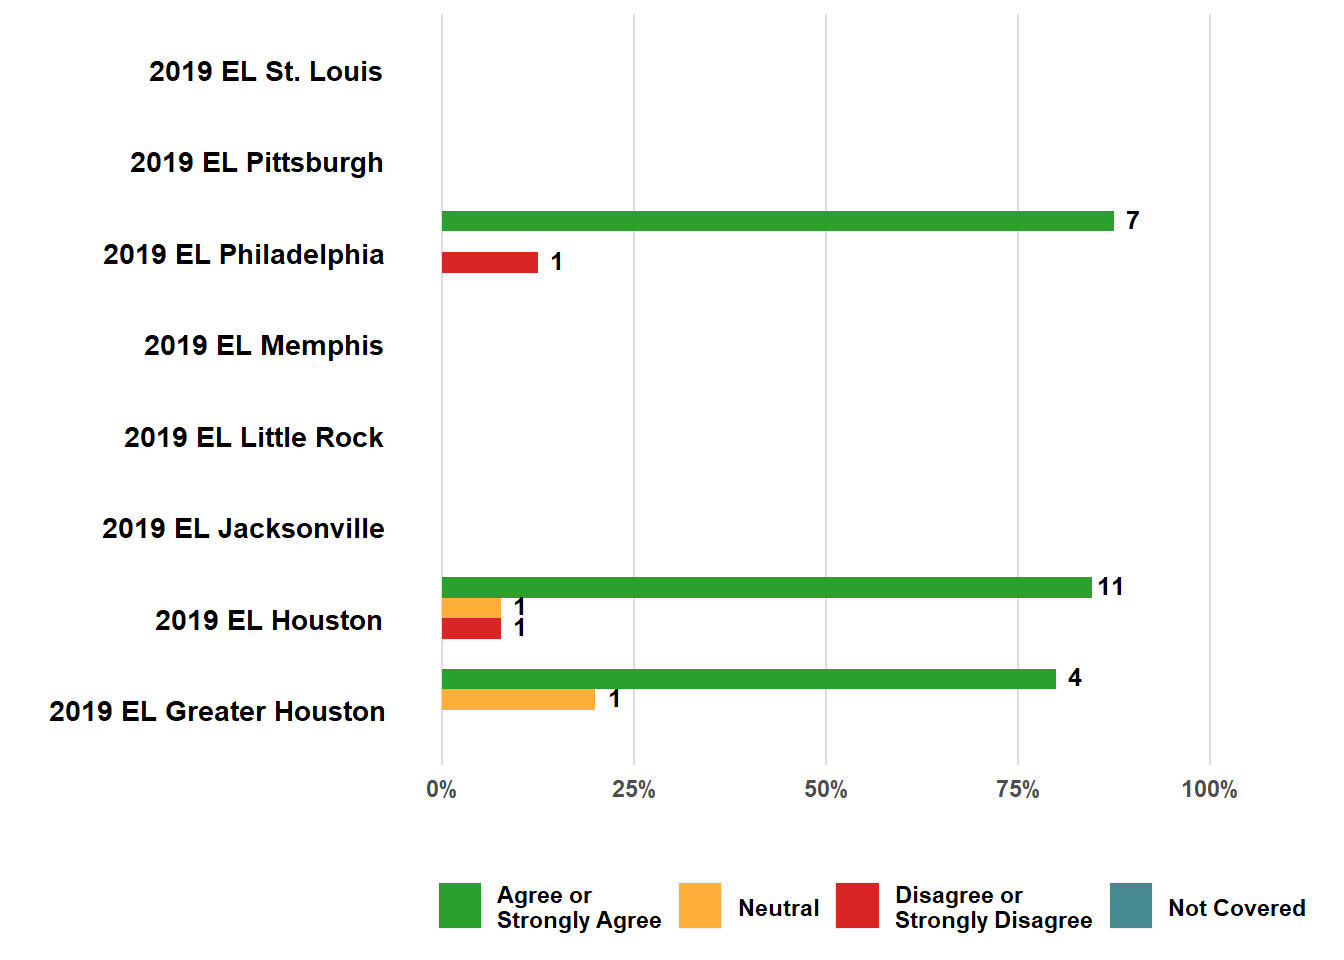 2019 EL St. Louis
2019 EL Pittsburgh
7
2019 EL Philadelphia
1
2019 EL Memphis
2019 EL Little Rock
2019 EL Jacksonville
11
1
2019 EL Houston
1
4
1
2019 EL Greater Houston
0% 25% 50% 75% 100%
Agree or
Strongly Agree
Neutral
Disagree or
Strongly Disagree
Not Covered